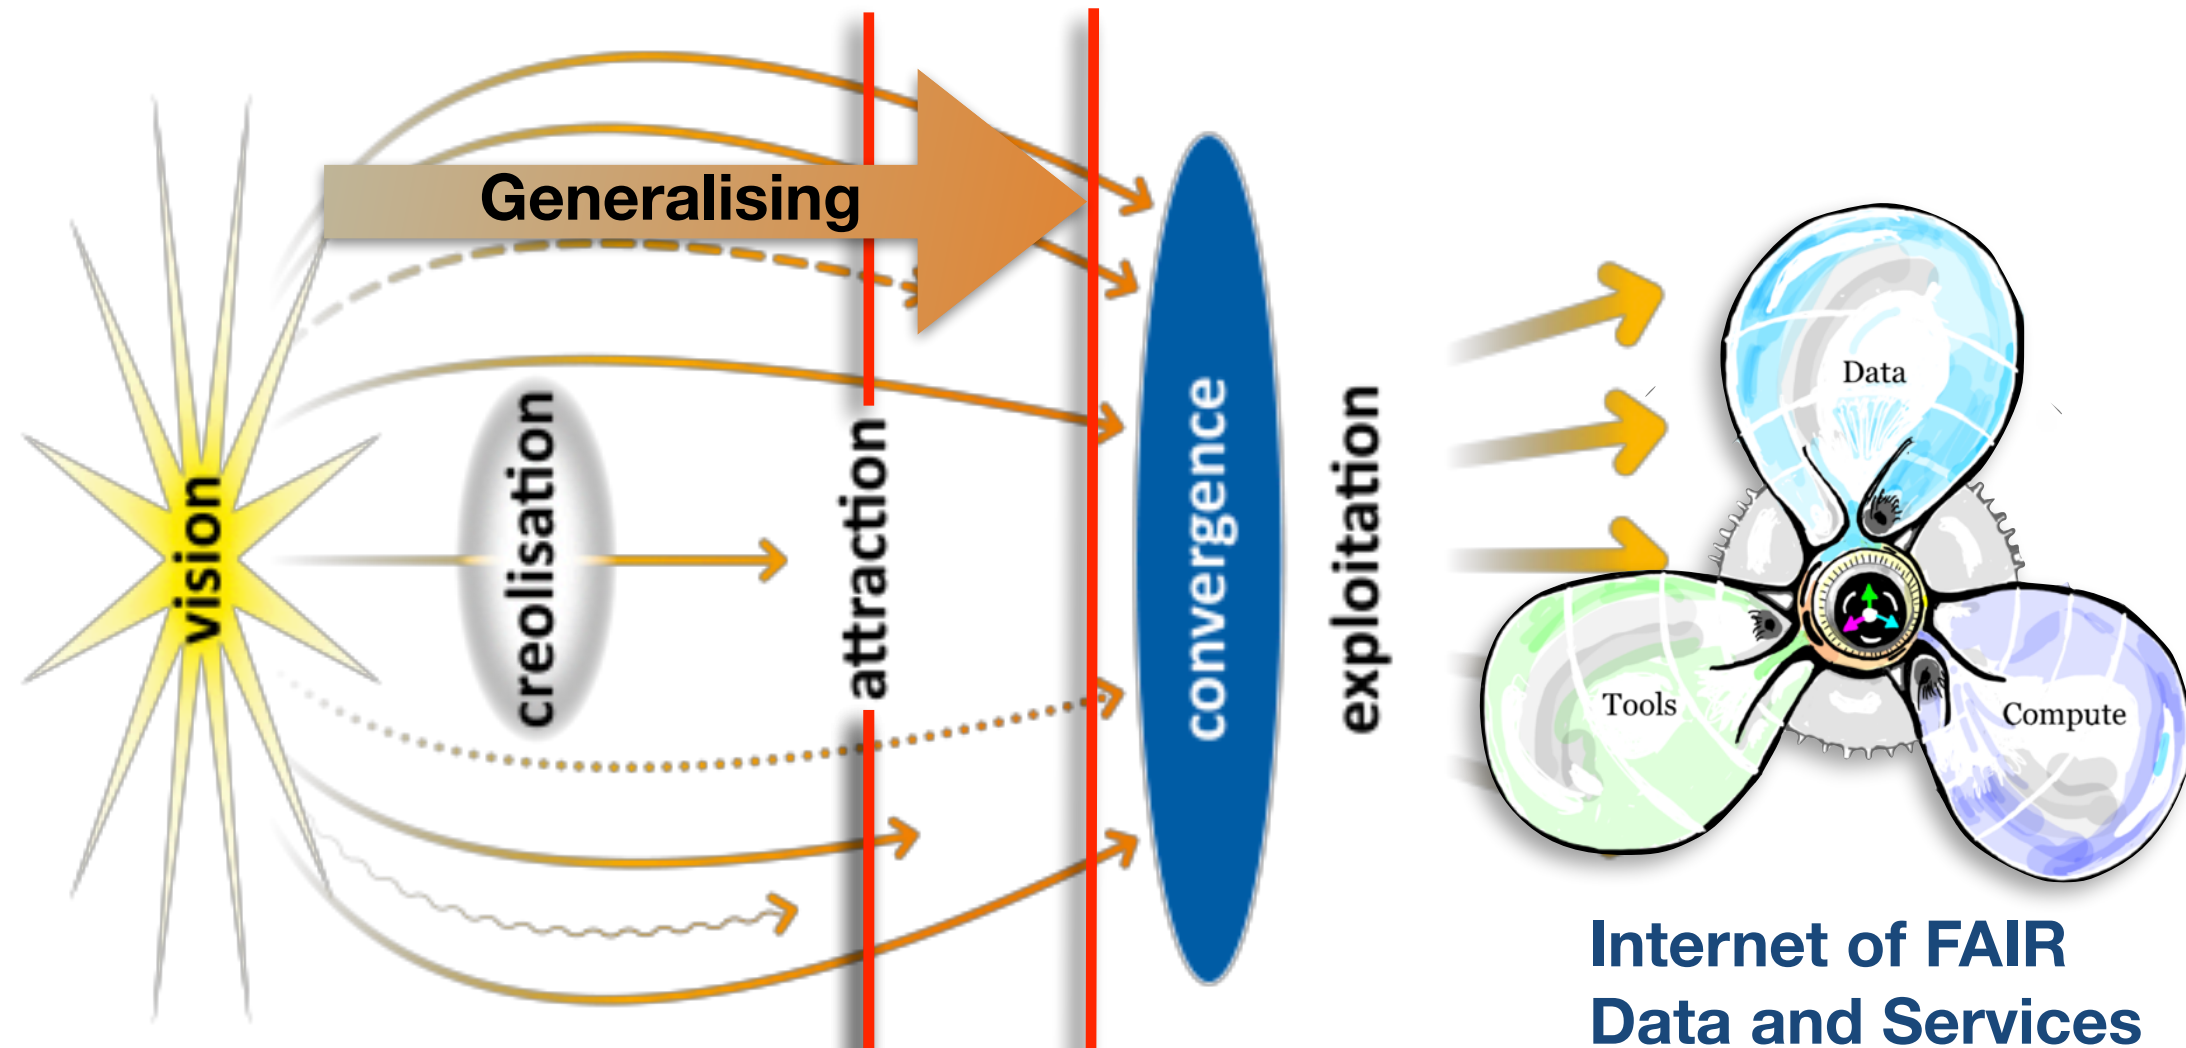 Generalising
vision
creolisation
attraction
convergence
exploitation
Data
Tools
Compute
Internet of FAIR
Data and Services